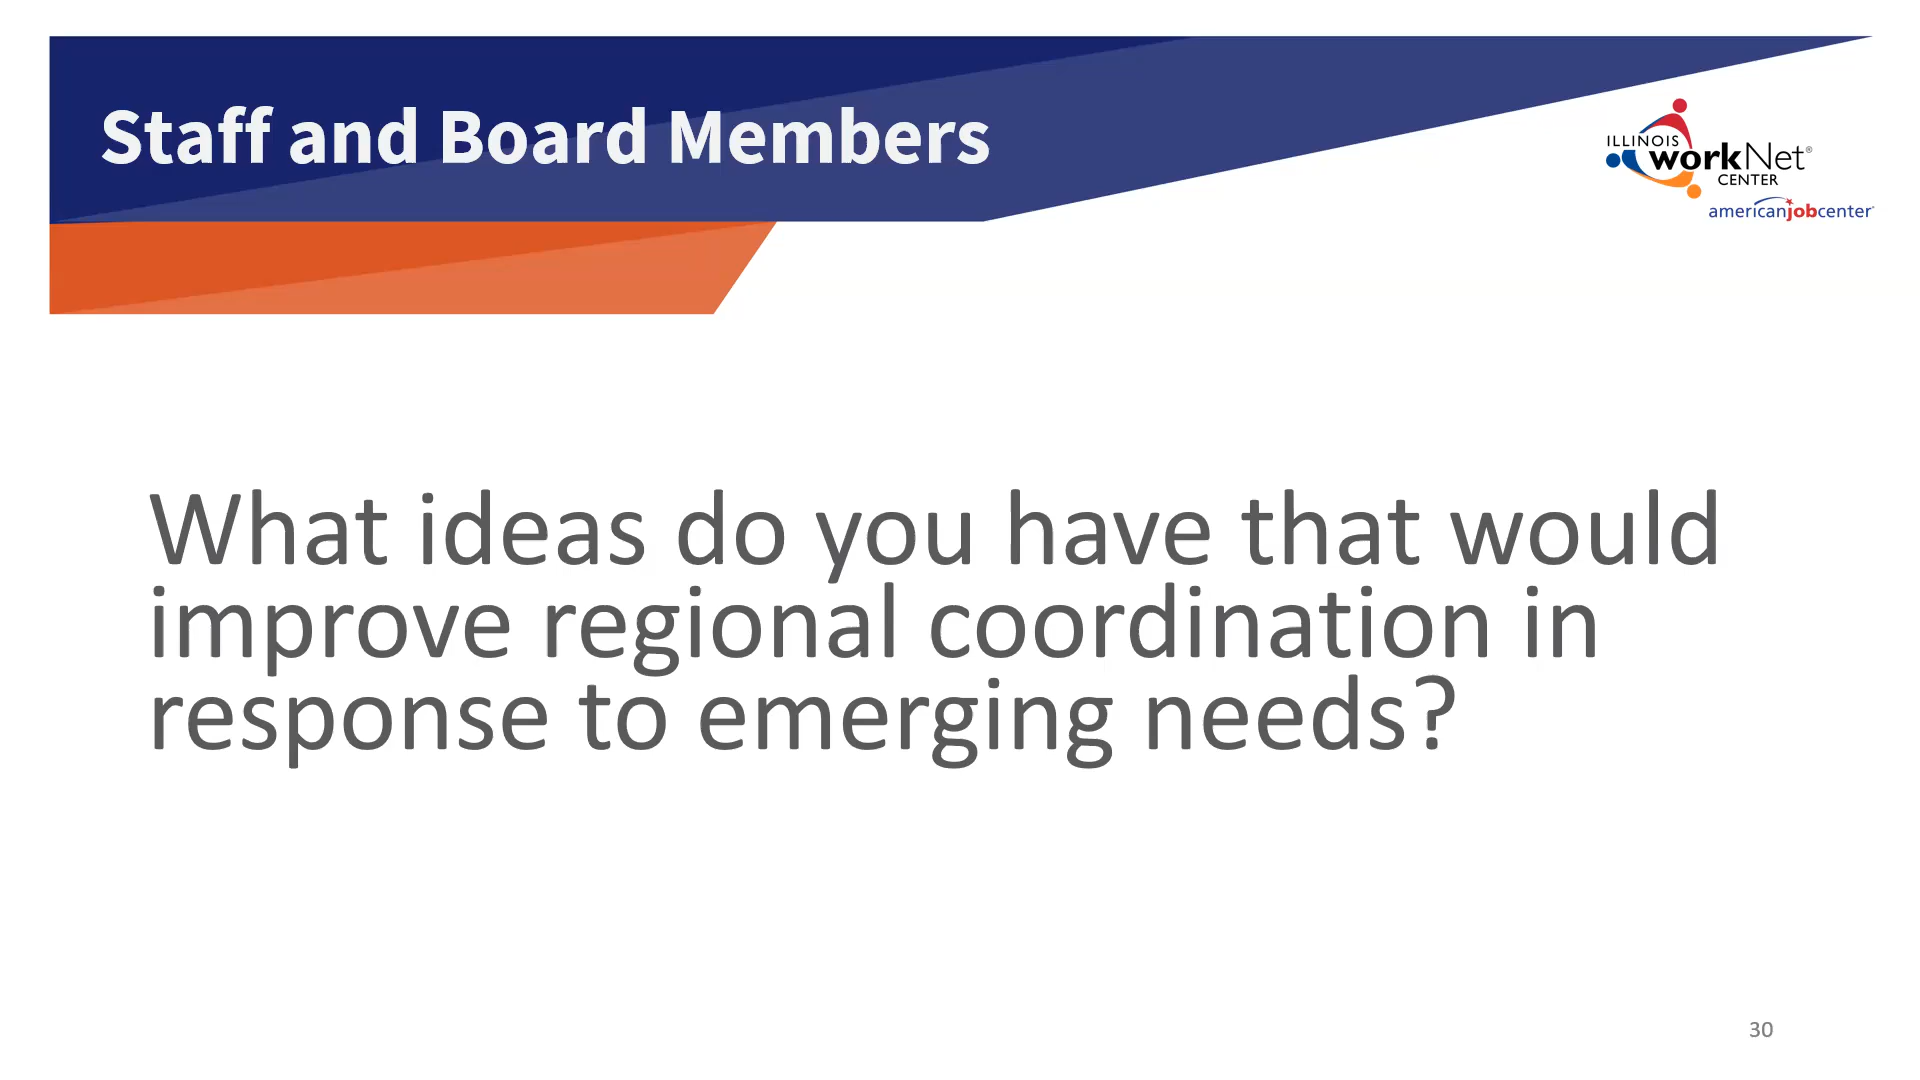 Staff and Board Members
ILLINOIS
workNet®
CENTER
americanjobcenter
What ideas do you have that would
improve regional coordination in
response to emerging needs?
30